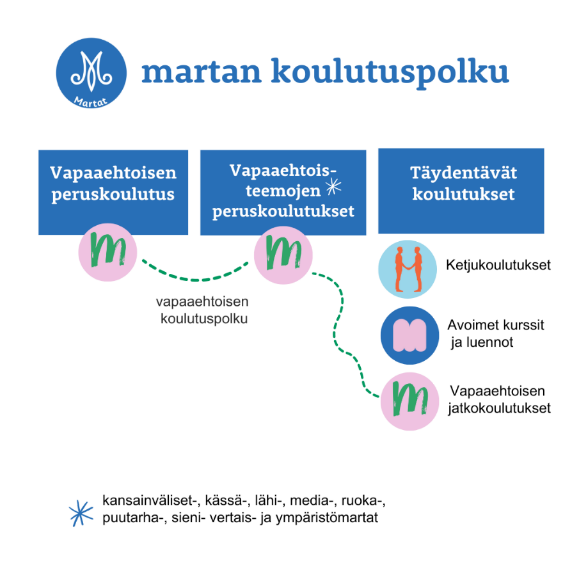 Martat
martan koulutuspolku
Vapaaehtoisen
peruskoulutus
Vapaaehtois-
teemojen
peruskoulutukset
Täydentävät
koulutukset
m
m
vapaaehtoisen
koulutuspolku
Ketjukoulutukset
Avoimet kurssit
ja luennot
m
Vapaaehtoisen
jatkokoulutukset
kansainväliset-, kässä-, lähi-, media-, ruoka-,
puutarha-, sieni- vertais- ja ympäristömartat